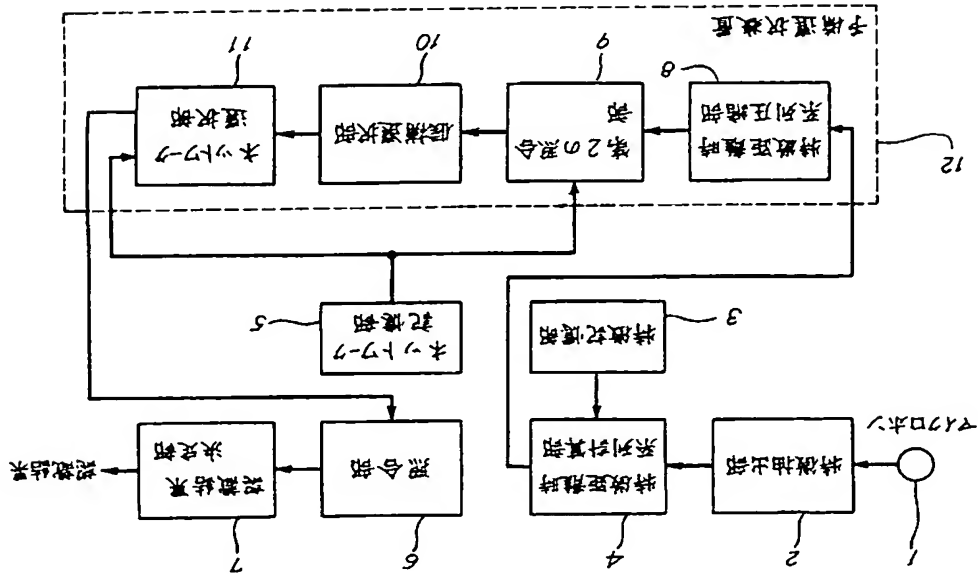 1
2
4
6
7
マイクロホン
特徴抽出部
特徴距離時
系列計算部
照合部
認識結果
決定部
認識結果
3
特徴記憶部
5
ネットワーク
記憶部
12
8
特徴距離時
系列圧縮部
9
第2の照合
部
10
候補選択部
11
ネットワーク
選択部
予備選択装置